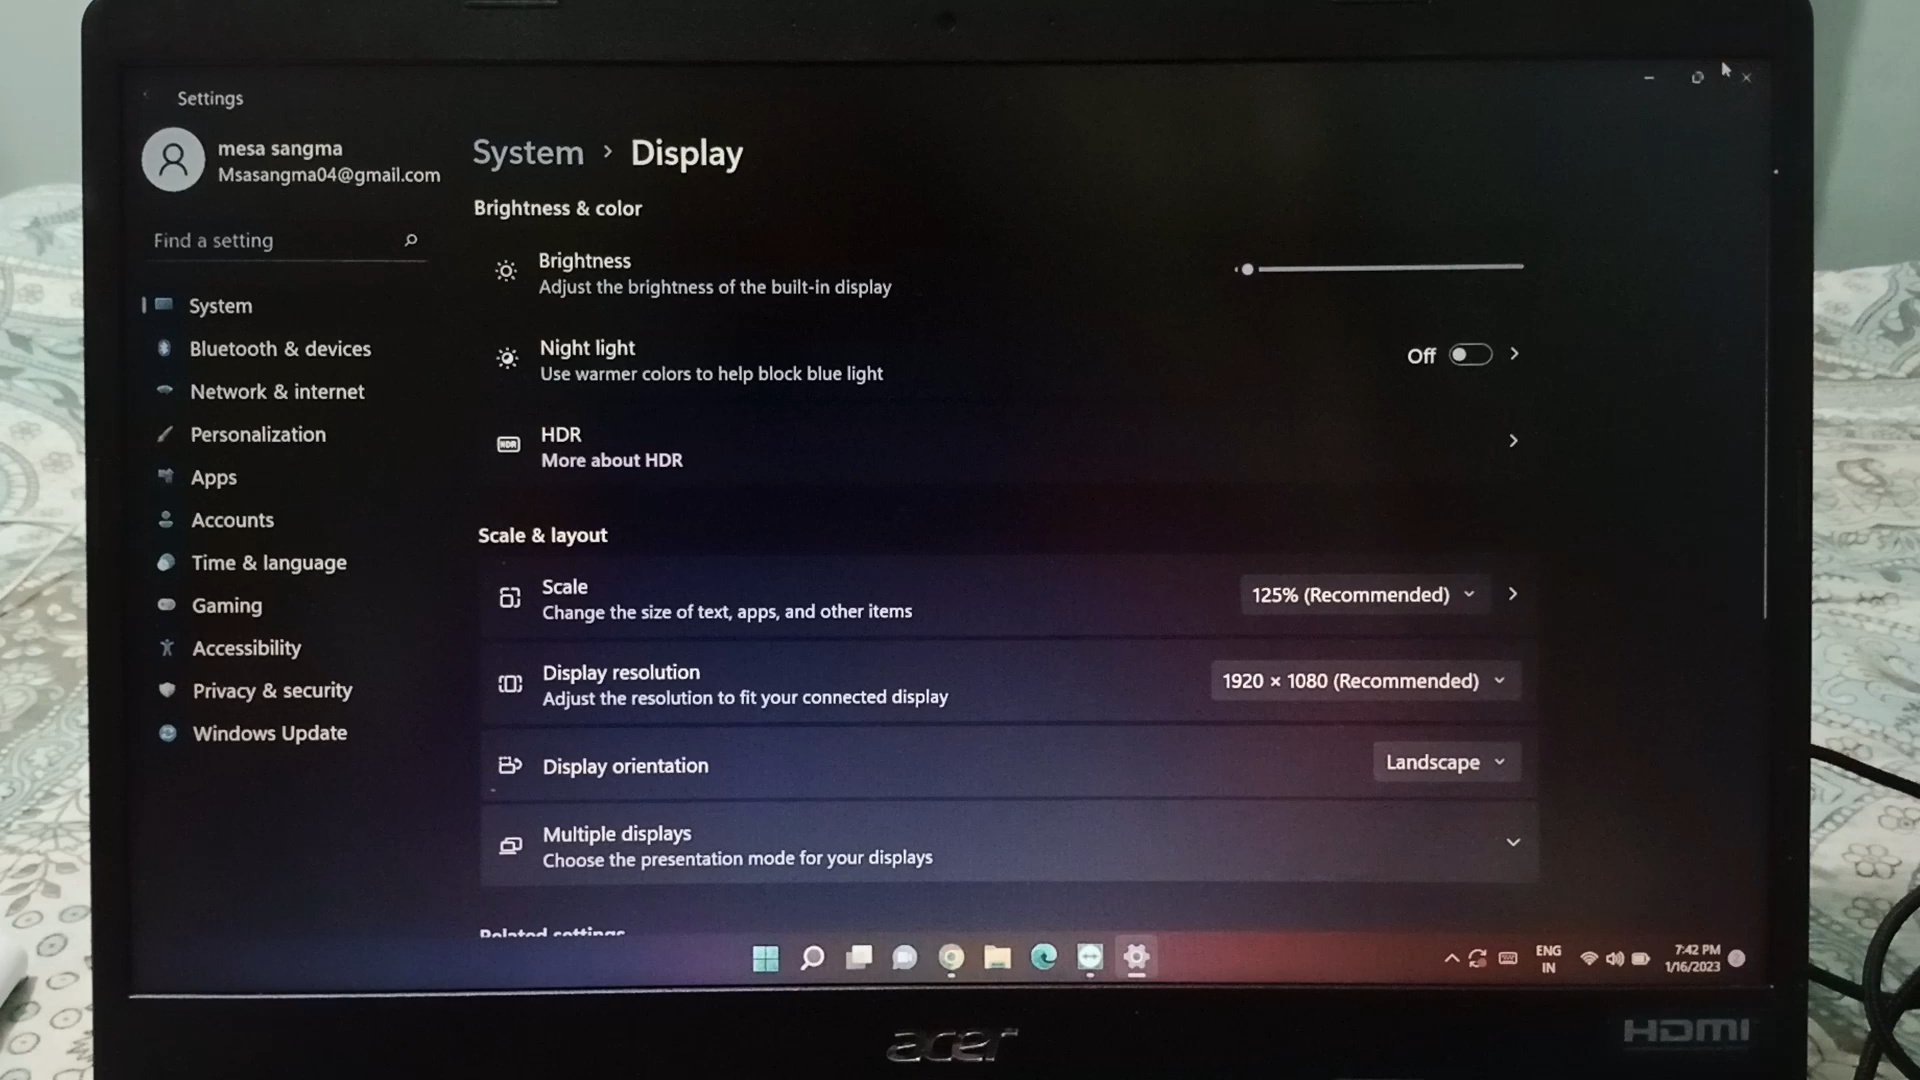 Settings
mesa sangma
Msasangma04@gmail.com
Find a setting
System
Bluetooth & devices
Network & internet
Personalization
Apps
Accounts
Time & language
Gaming
Accessibility
Privacy & security
Windows Update
System > Display
Brightness & color
Brightness
Adjust the brightness of the built-in display
Night light
Use warmer colors to help block blue light
Off
HDR
HDR
More about HDR
Scale & layout
Scale
Change the size of text, apps, and other items
125% (Recommended)
Display resolution
Adjust the resolution to fit your connected display
1920 × 1080 (Recommended)
Display orientation
Landscape
Multiple displays
Choose the presentation mode for your displays
Related settings
ENG
IN
7:42 PM
1/16/2023
acer
HDMI